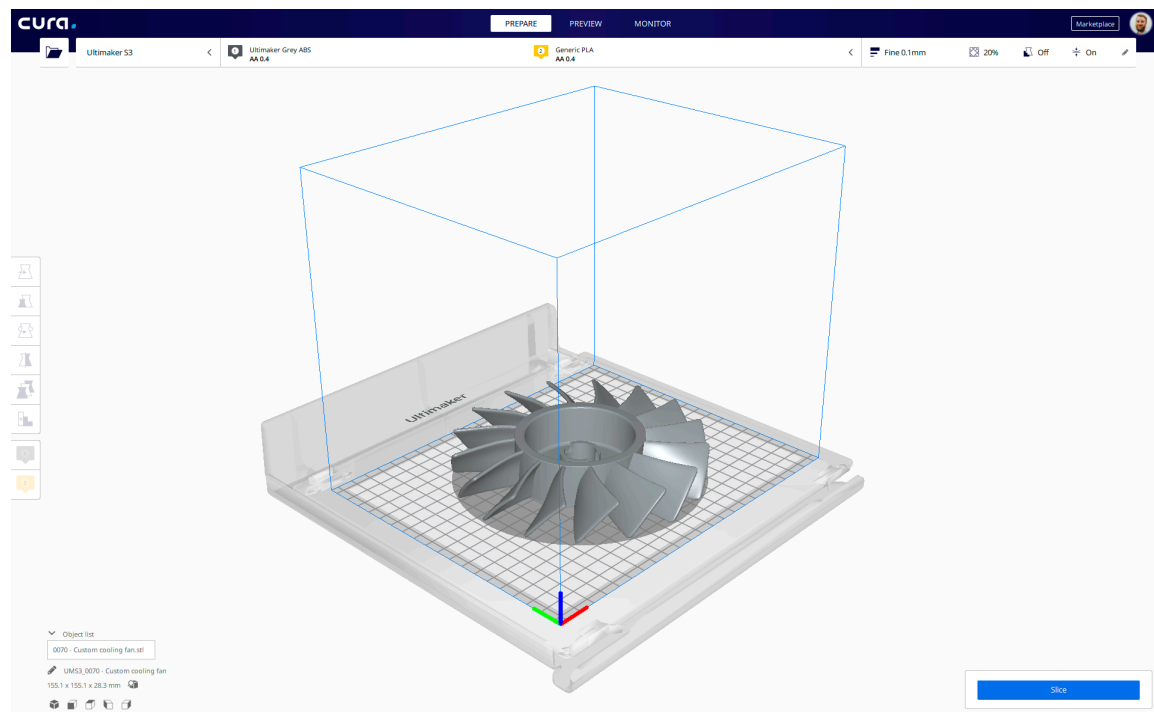 cura.
PREPARE PREVIEW MONITOR
Marketplace
Ultimaker S3
1 Ultimaker Grey ABS
AA 0.4
2 Generic PLA
AA 0.4
Fine 0.1mm 20% Off On
Ultimaker
Object list
0070 - Custom cooling fan.stl
UMS3_0070 - Custom cooling fan
155.1 x 155.1 x 28.3 mm
Slice